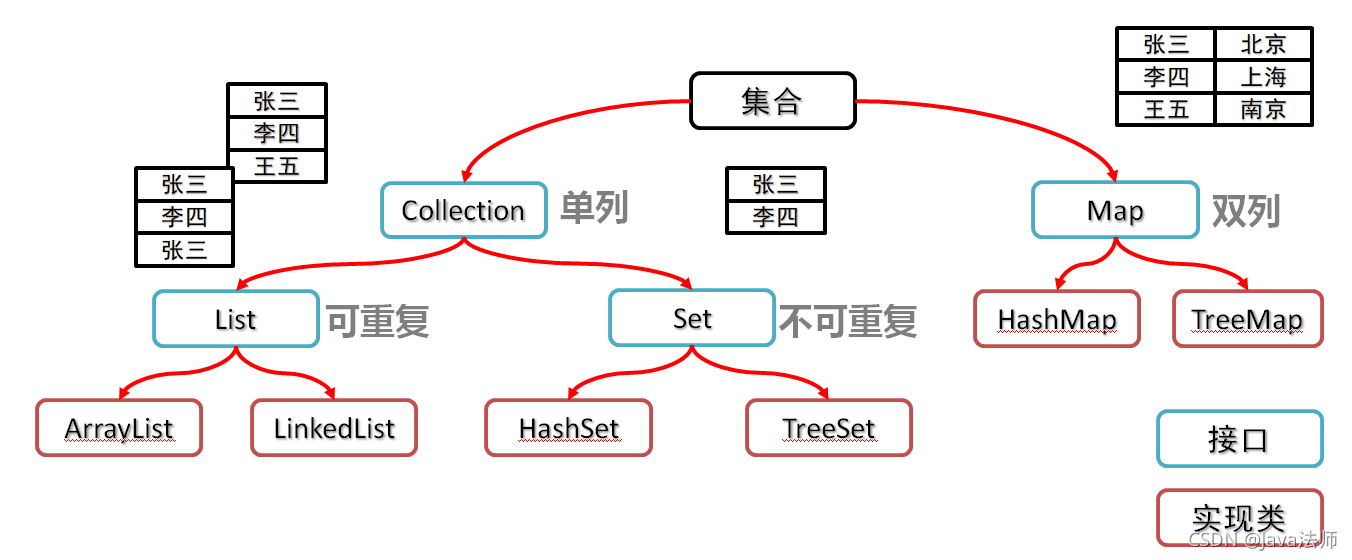 集合
张三 北京
李四 上海
王五 南京
张三
李四
王五
张三
李四
张三
张三
李四
Collection 单列
Map 双列
List 可重复
Set 不可重复
HashMap
TreeMap
ArrayList
LinkedList
HashSet
TreeSet
接口
实现类
CSDN @java法师